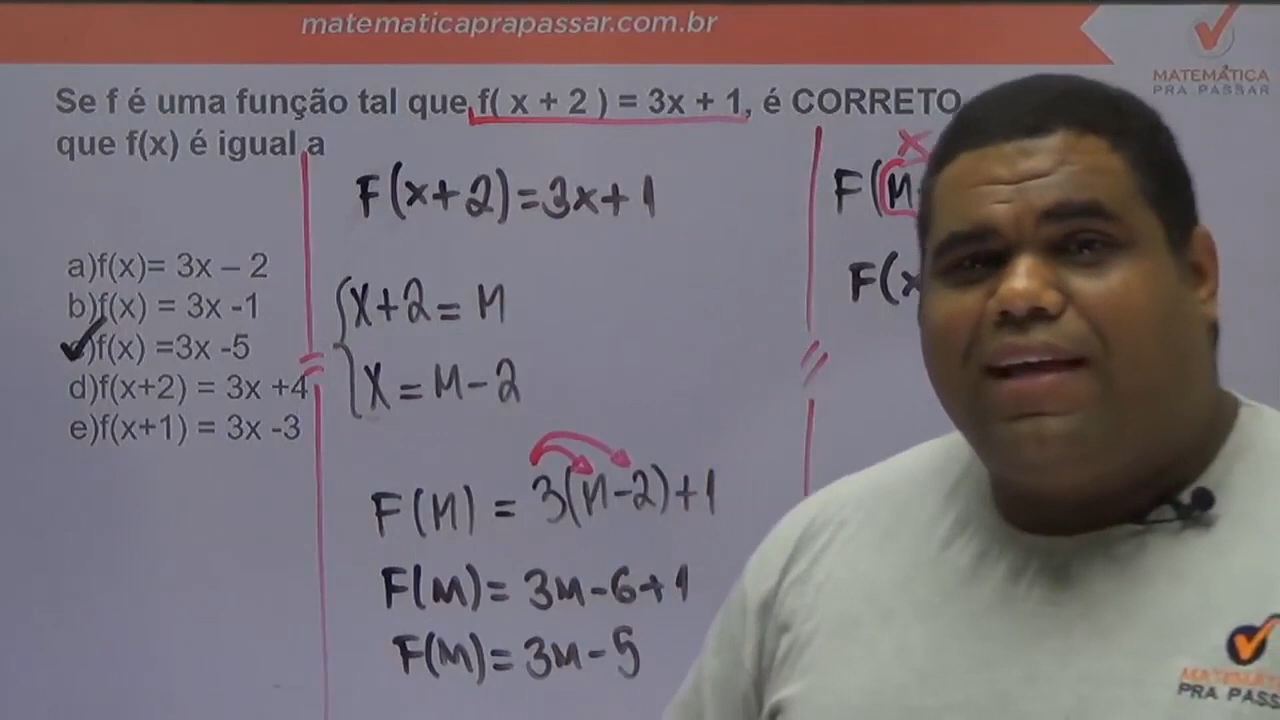 matematicaprapassar.com.br
MATEMÁTICA
PRA PASSAR
Se f é uma função tal que f( x + 2 ) = 3x + 1, é CORRETO
que f(x) é igual a
a)f(x)= 3x – 2
b)f(x) = 3x -1
)f(x) =3x -5
d)f(x+2) = 3x +4
e)f(x+1) = 3x -3
F(x+2)=3x+1
x+2=M
x=M-2
F(M) = 3(M-2)+1
F(M)= 3M-6+1
F(M)= 3M-5
x
F(M
F(x
PRA PASS